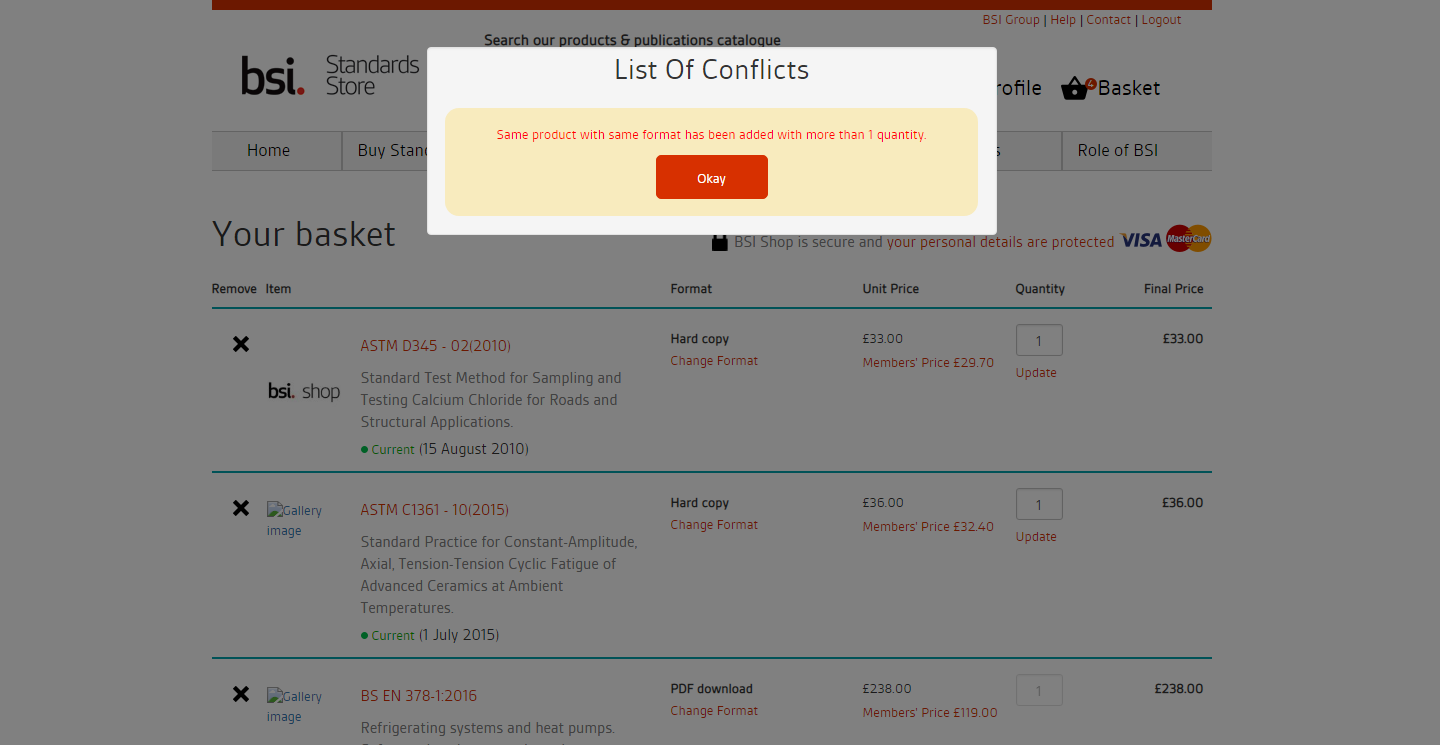 BSI Group | Help | Contact | Logout
Search our products & publications catalogue
bsi. Standards
Store
List Of Conflicts
rofile 4 Basket
Same product with same format has been added with more than 1 quantity.
Okay
Home Buy Stan s Role of BSI
Your basket
BSI Shop is secure and your personal details are protected VISA MasterCard
Remove Item Format Unit Price Quantity Final Price
ASTM D345 - 02(2010) Hard copy £33.00 1 £33.00
Change Format Members' Price £29.70
Update
bsi. shop
Standard Test Method for Sampling and
Testing Calcium Chloride for Roads and
Structural Applications.
Current (15 August 2010)
Gallery
image
ASTM C1361 - 10(2015) Hard copy £36.00 1 £36.00
Change Format Members' Price £32.40
Update
Standard Practice for Constant-Amplitude,
Axial, Tension-Tension Cyclic Fatigue of
Advanced Ceramics at Ambient
Temperatures.
Current (1 July 2015)
Gallery
image
BS EN 378-1:2016 PDF download £238.00 1 £238.00
Change Format Members' Price £119.00
Refrigerating systems and heat pumps.